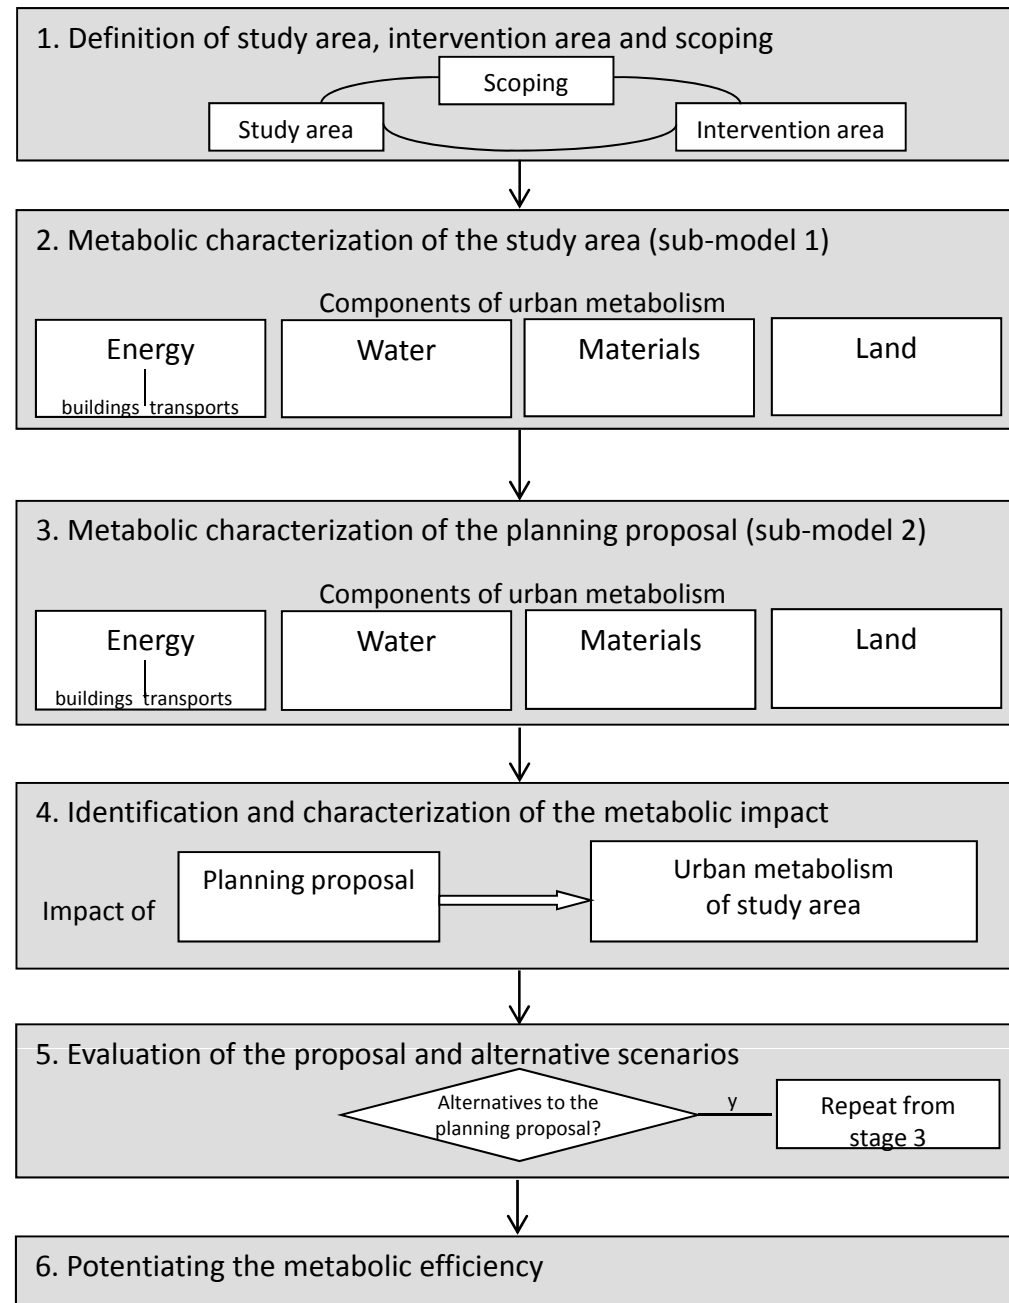 1. Definition of study area, intervention area and scoping
Scoping
Study area
Intervention area
2. Metabolic characterization of the study area (sub-model 1)
Components of urban metabolism
Energy
buildings transports
Water
Materials
Land
3. Metabolic characterization of the planning proposal (sub-model 2)
Components of urban metabolism
Energy
buildings transports
Water
Materials
Land
4. Identification and characterization of the metabolic impact
Impact of
Planning proposal
Urban metabolism
of study area
5. Evaluation of the proposal and alternative scenarios
Alternatives to the
planning proposal?
y
Repeat from
stage 3
6. Potentiating the metabolic efficiency